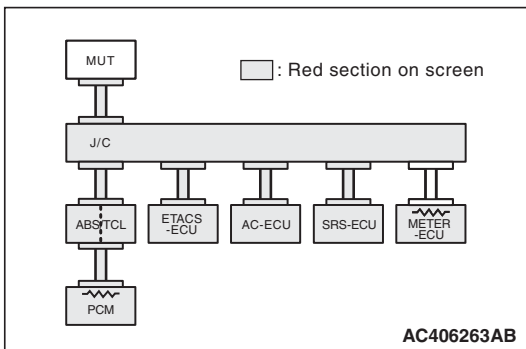 MUT
: Red section on screen
J/C
ABS/TCL
ETACS
-ECU
AC-ECU
SRS-ECU
METER
-ECU
PCM
AC406263AB